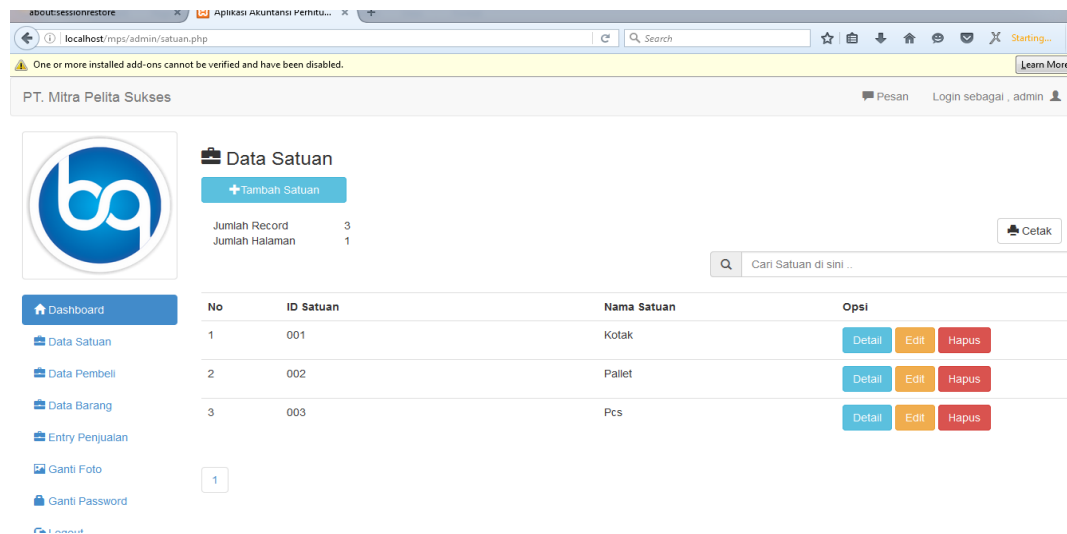 about:sessionrestore
Aplikasi Akuntansi Perhitu...
localhost/mps/admin/satuan.php
Search
Starting...
One or more installed add-ons cannot be verified and have been disabled.
Learn More
PT. Mitra Pelita Sukses
Pesan
Login sebagai , admin
bq
Data Satuan
+Tambah Satuan
Jumlah Record 3
Jumlah Halaman 1
Cetak
Cari Satuan di sini ..
Dashboard
Data Satuan
Data Pembeli
Data Barang
Entry Penjualan
Ganti Foto
Ganti Password
Logout
No ID Satuan Nama Satuan Opsi
1 001 Kotak Detail Edit Hapus
2 002 Pallet Detail Edit Hapus
3 003 Pcs Detail Edit Hapus
1